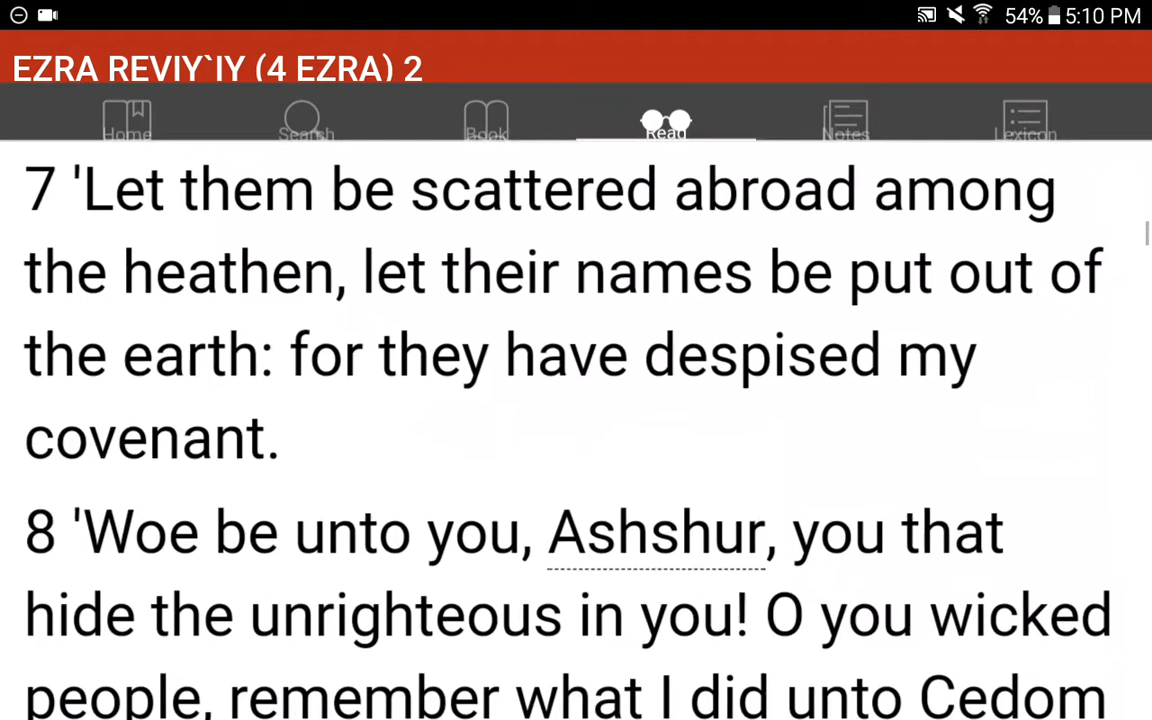 54% 5:10 PM
EZRA REVIY`IY (4 EZRA) 2
Home Search Book Read Notes Lexicon
7 'Let them be scattered abroad among
the heathen, let their names be put out of
the earth: for they have despised my
covenant.
8 'Woe be unto you, Ashshur, you that
hide the unrighteous in you! O you wicked
people, remember what I did unto Cedom